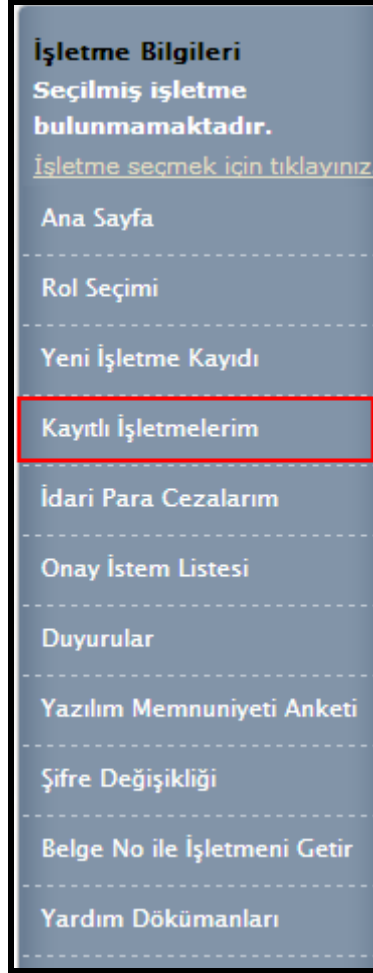 İşletme Bilgileri
Seçilmiş işletme
bulunmamaktadır.
İşletme seçmek için tıklayınız
Ana Sayfa
Rol Seçimi
Yeni İşletme Kayıdı
Kayıtlı İşletmelerim
İdari Para Cezalarım
Onay İstem Listesi
Duyurular
Yazılım Memnuniyeti Anketi
Şifre Değişikliği
Belge No ile İşletmeni Getir
Yardım Dökümanları